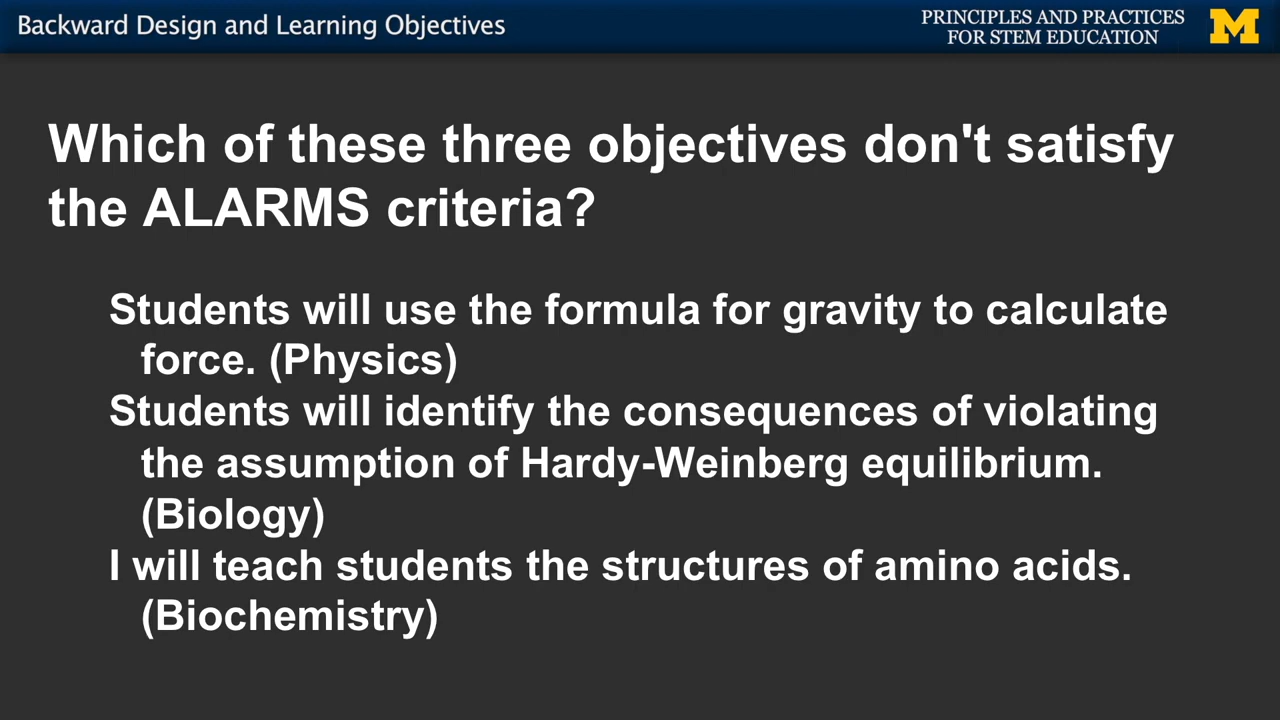 Backward Design and Learning Objectives
PRINCIPLES AND PRACTICES
FOR STEM EDUCATION
M
Which of these three objectives don't satisfy
the ALARMS criteria?
Students will use the formula for gravity to calculate
force. (Physics)
Students will identify the consequences of violating
the assumption of Hardy-Weinberg equilibrium.
(Biology)
I will teach students the structures of amino acids.
(Biochemistry)